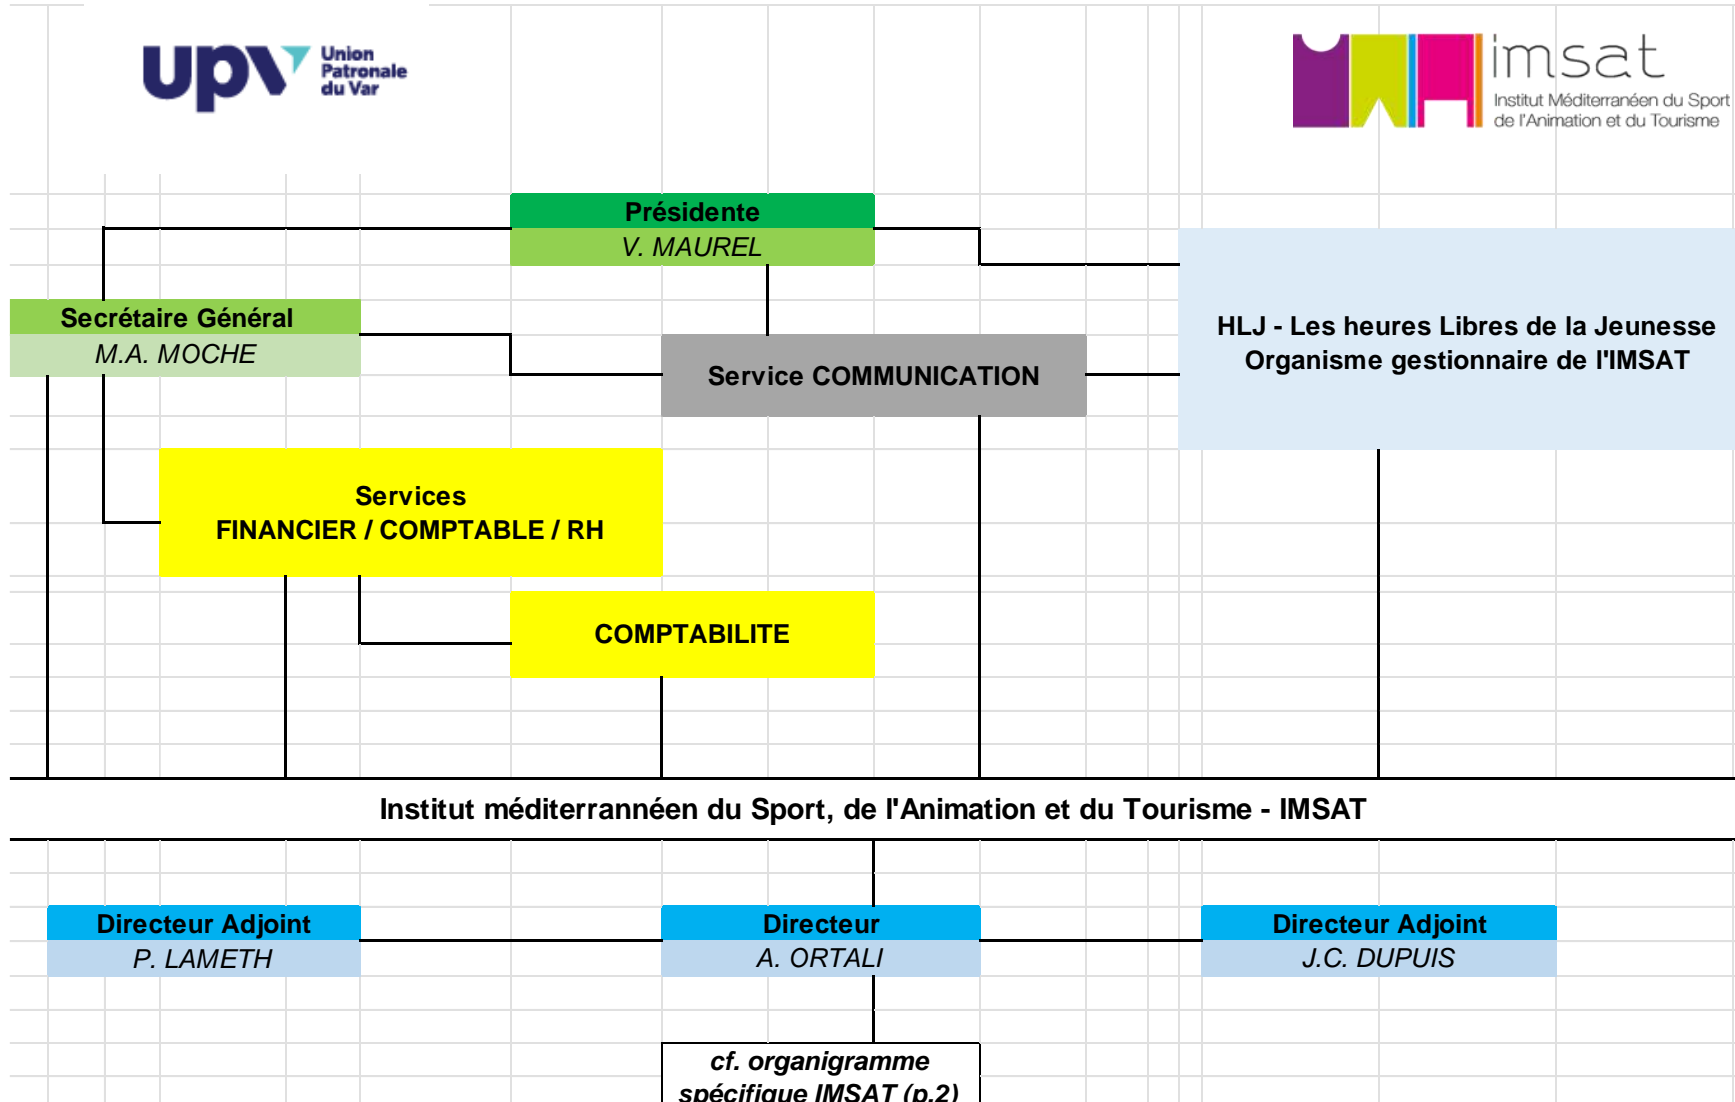 upv
Union
Patronale
du Var
imsat
Institut Méditerranéen du Sport
de l'Animation et du Tourisme
Présidente
V. MAUREL
Secrétaire Général
M.A. MOCHE
Service COMMUNICATION
HLJ - Les heures Libres de la Jeunesse
Organisme gestionnaire de l'IMSAT
Services
FINANCIER / COMPTABLE / RH
COMPTABILITE
Institut méditerrannéen du Sport, de l'Animation et du Tourisme - IMSAT
Directeur Adjoint
P. LAMETH
Directeur
A. ORTALI
Directeur Adjoint
J.C. DUPUIS
cf. organigramme
spécifique IMSAT (p.2)